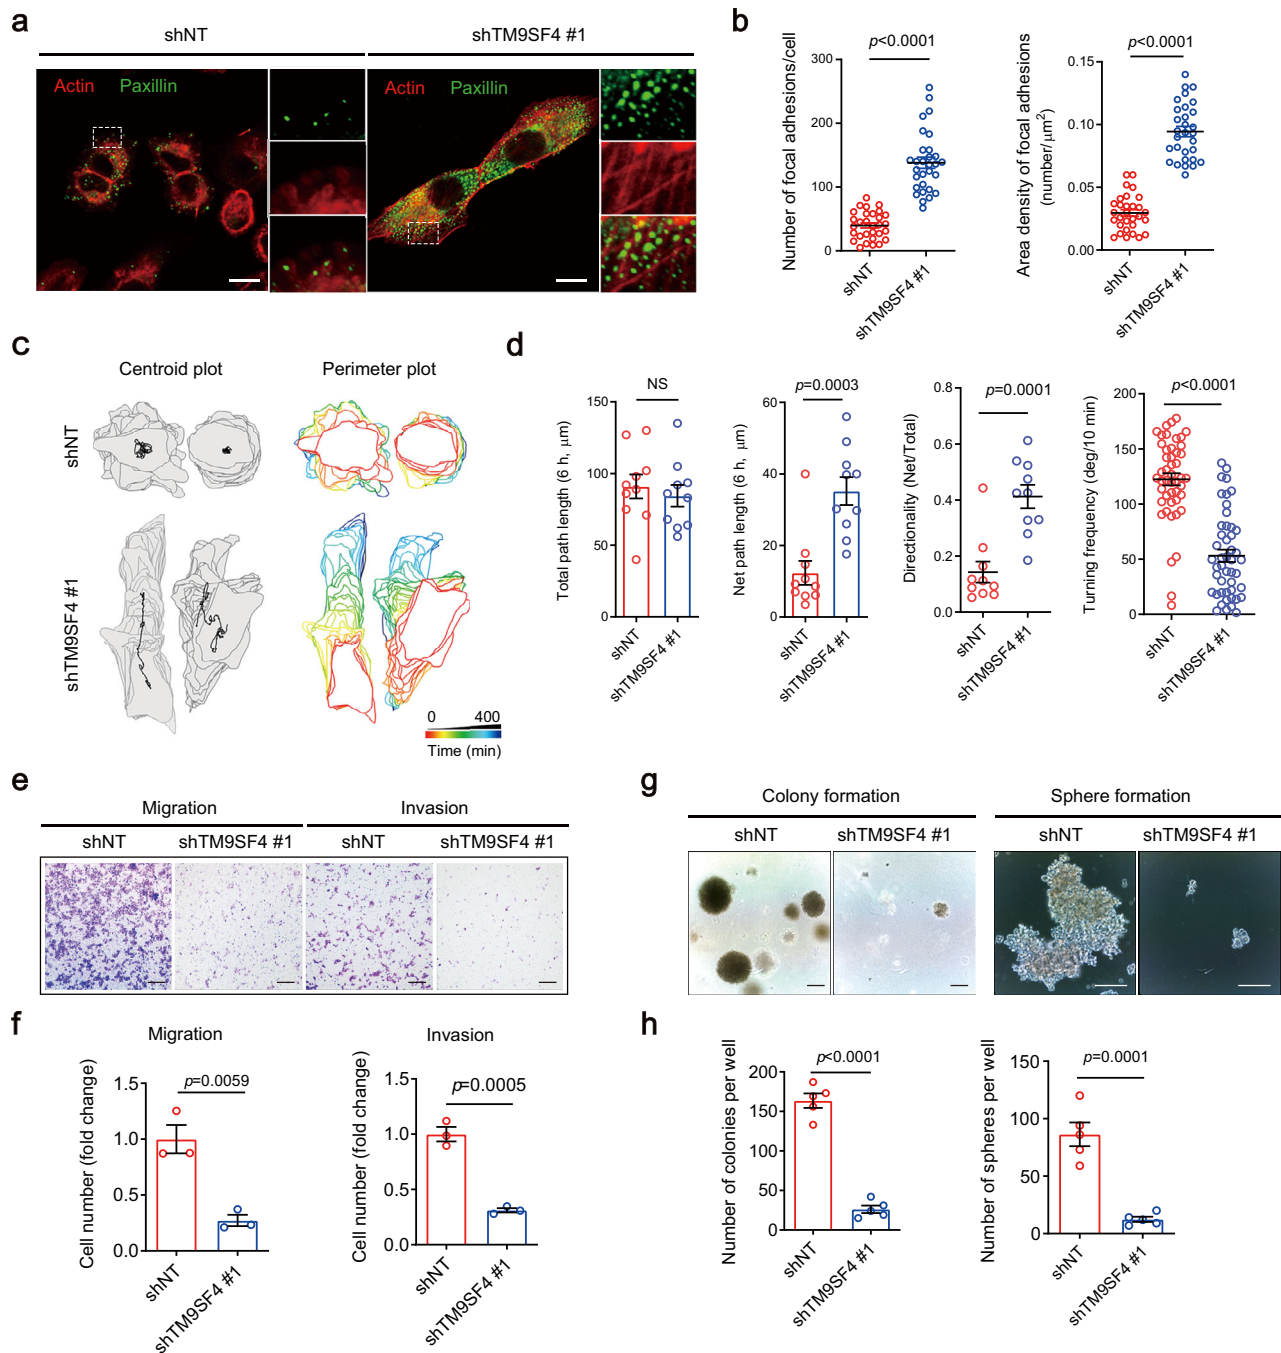 a
shNT
shTM9SF4 #1
Actin Paxillin
Actin Paxillin
b
Number of focal adhesions/cell
300
200
100
0
p<0.0001
shNT
shTM9SF4 #1
Area density of focal adhesions
(number/μm²)
0.15
0.10
0.05
0.00
p<0.0001
shNT
shTM9SF4 #1
c
Centroid plot
Perimeter plot
shNT
shTM9SF4 #1
0
400
Time (min)
d
Total path length (6 h, μm)
150
100
50
0
NS
shNT
shTM9SF4 #1
Net path length (6 h, μm)
60
40
20
0
p=0.0003
shNT
shTM9SF4 #1
Directionality (Net/Total)
0.8
0.6
0.4
0.2
0.0
p=0.0001
shNT
shTM9SF4 #1
Turning frequency (deg/10 min)
200
150
100
50
0
p<0.0001
shNT
shTM9SF4 #1
e
Migration
Invasion
shNT
shTM9SF4 #1
shNT
shTM9SF4 #1
f
Migration
Cell number (fold change)
1.5
1.0
0.5
0.0
p=0.0059
shNT
shTM9SF4 #1
Invasion
Cell number (fold change)
1.5
1.0
0.5
0.0
p=0.0005
shNT
shTM9SF4 #1
g
Colony formation
Sphere formation
shNT
shTM9SF4 #1
shNT
shTM9SF4 #1
h
Number of colonies per well
200
150
100
50
0
p<0.0001
shNT
shTM9SF4 #1
Number of spheres per well
150
100
50
0
p=0.0001
shNT
shTM9SF4 #1